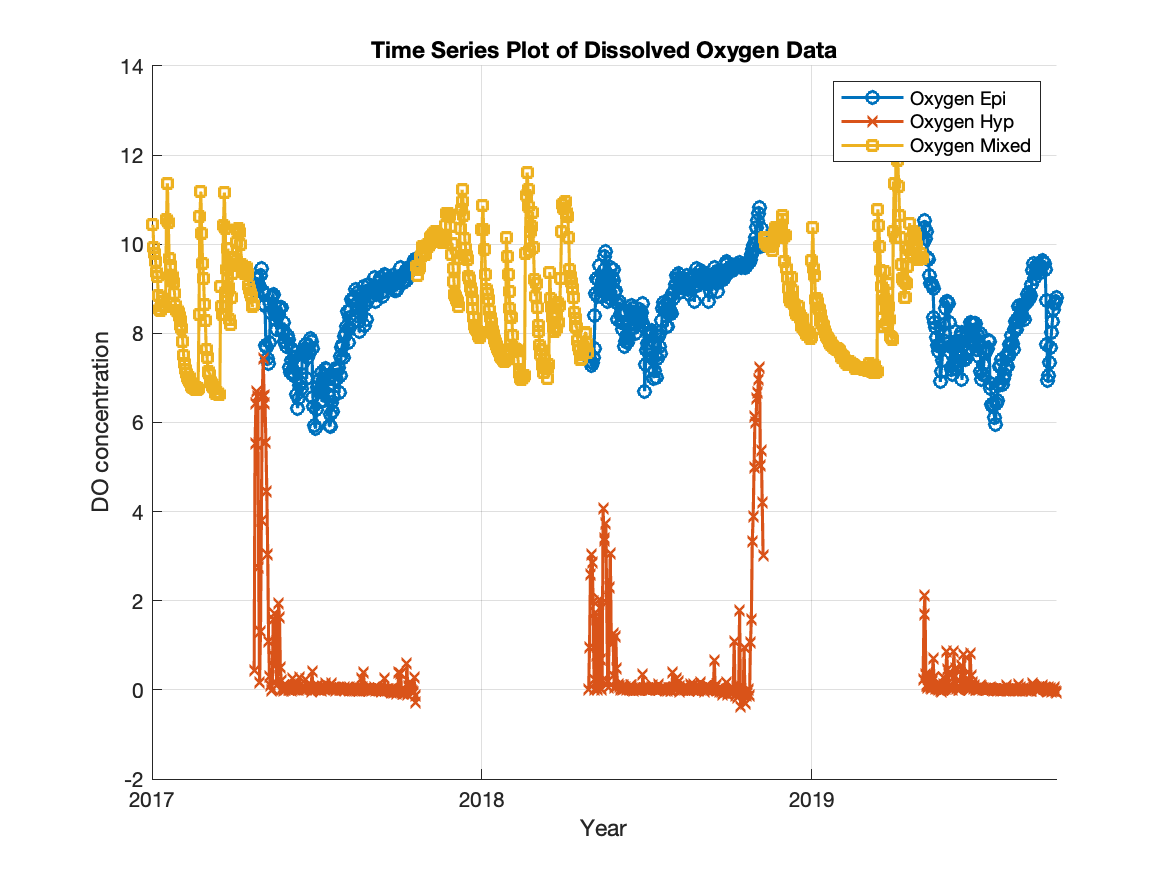 Time Series Plot of Dissolved Oxygen Data
14
12
10
8
6
4
2
0
-2
DO concentration
Oxygen Epi
Oxygen Hyp
Oxygen Mixed
2017 2018 2019
Year